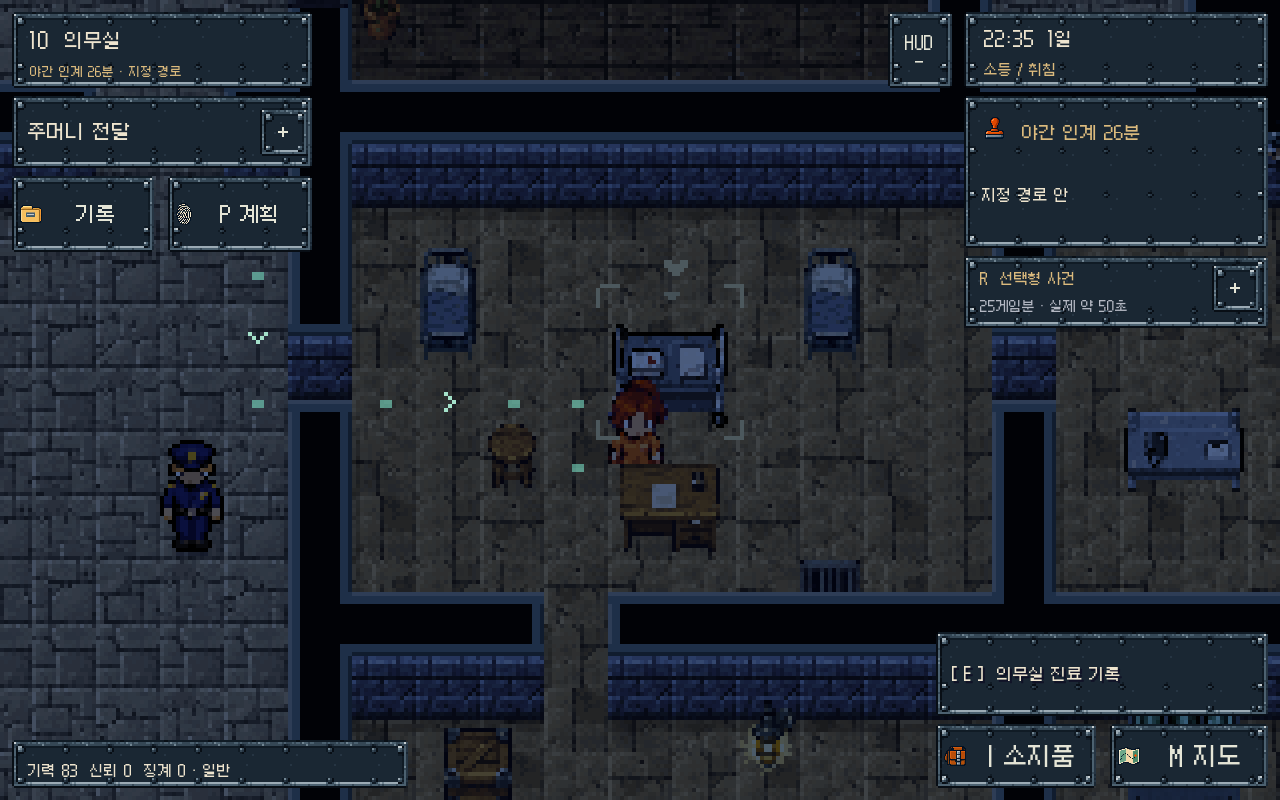 10 의무실
야간 인계 26분 · 지정 경로
주머니 전달
+
기록
P 계획
HUD
−
22:35 1일
소등 / 취침
야간 인계 26분
지정 경로 안
R 선택형 사건
25게임분 · 실제 약 50초
+
[E] 의무실 진료 기록
기력 83 신뢰 0 징계 0 · 일반
I 소지품
M 지도